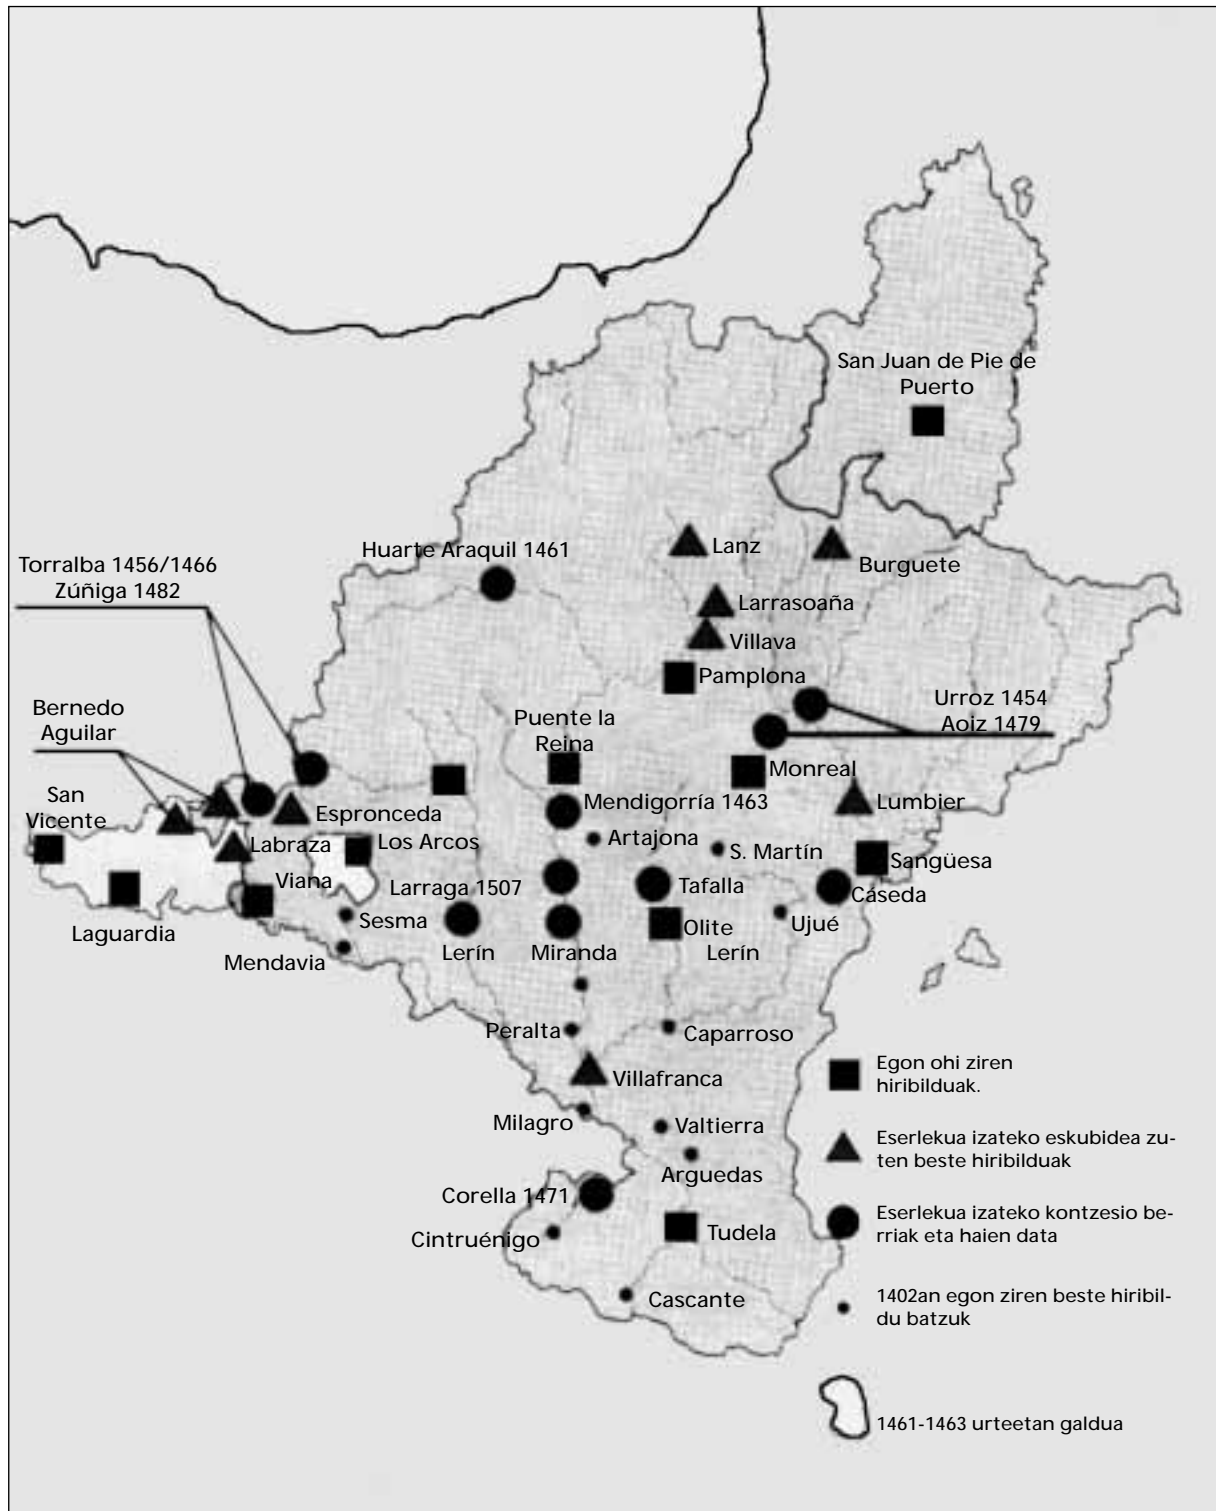 San Juan de Pie de
Puerto
Huarte Araquil 1461
Lanz
Burguete
Torralba 1456/1466
Zúñiga 1482
Larrasoaña
Villava
Pamplona
Urroz 1454
Aoiz 1479
Bernedo
Aguilar
Puente la
Reina
Monreal
San
Vicente
Espronceda
Mendigorría 1463
Lumbier
Labraza
Los Arcos
Artajona
S. Martín
Sangüesa
Viana
Larraga 1507
Tafalla
Cáseda
Laguardia
Sesma
Ujué
Mendavia
Lerín
Miranda
Olite
Lerín
Peralta
Caparroso
Villafranca
Milagro
Valtierra
Arguedas
Corella 1471
Cintruénigo
Tudela
Cascante
Egon ohi ziren
hiribilduak.
Eserlekua izateko eskubidea zu-
ten beste hiribilduak
Eserlekua izateko kontzesio be-
rriak eta haien data
1402an egon ziren beste hiribil-
du batzuk
1461-1463 urteetan galdua